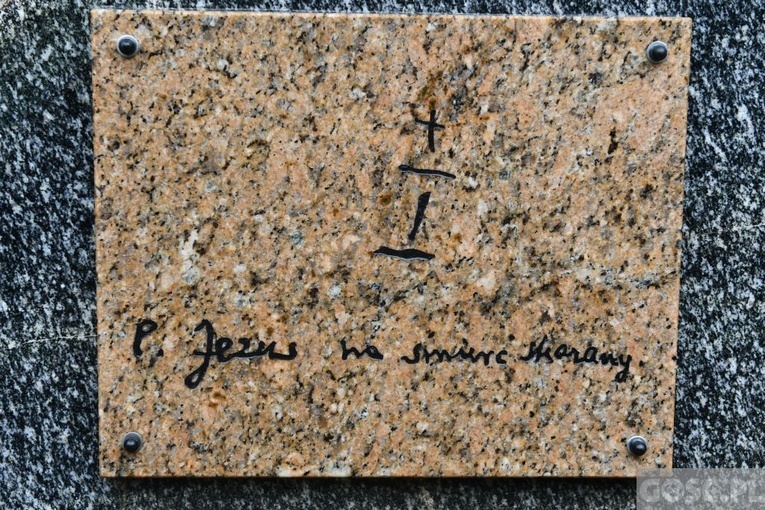 +
I
P. Jezus na smierc skazany
GOSC.PL